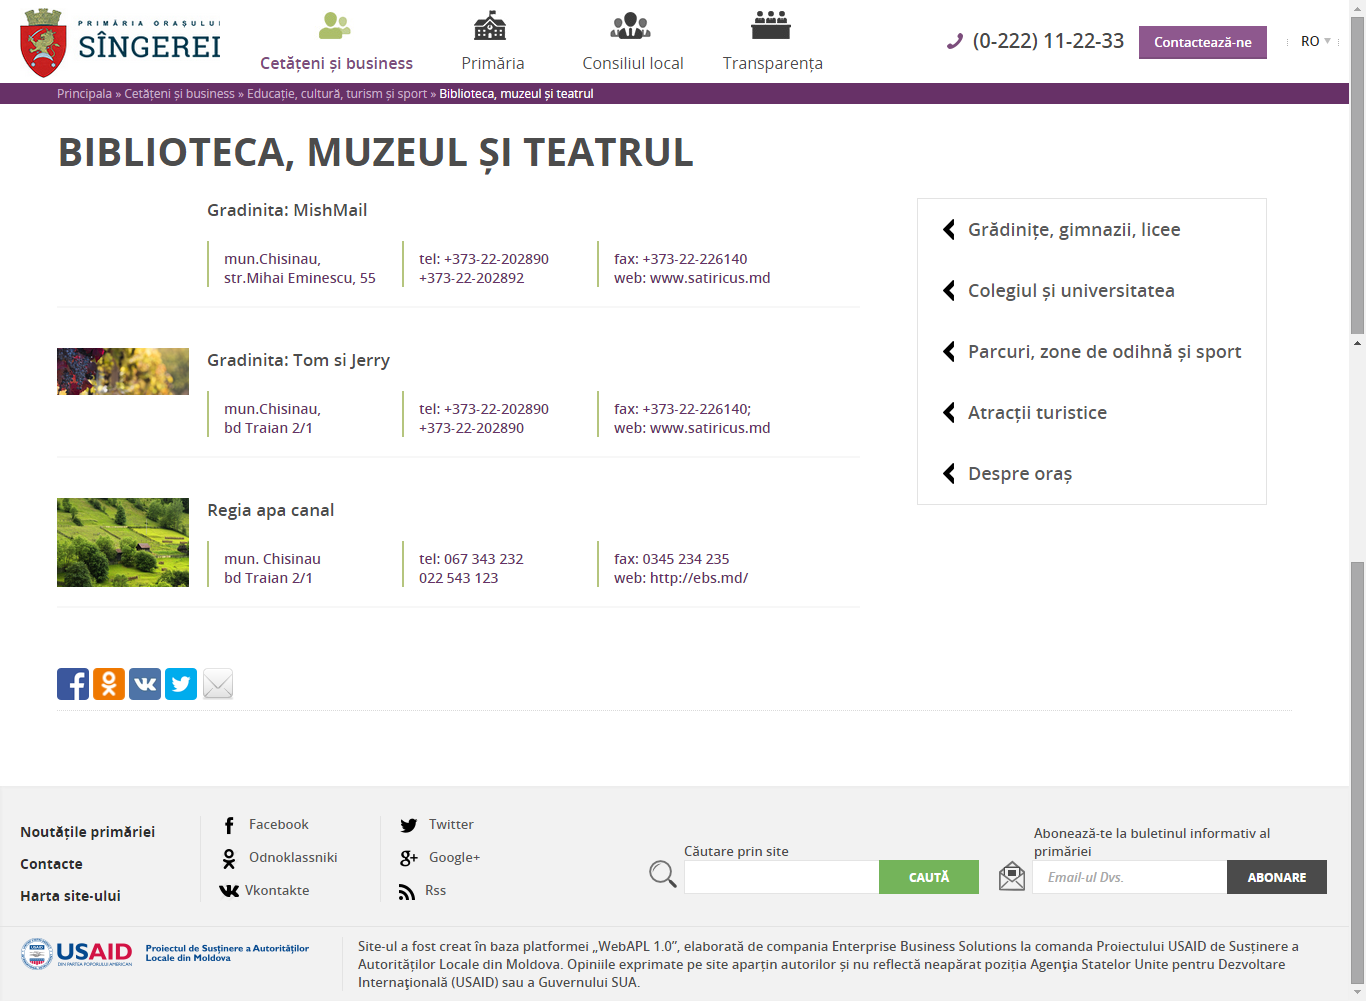 PRIMĂRIA ORAȘULUI
SÎNGEREI
Cetățeni și business
Primăria
Consiliul local
Transparența
(0-222) 11-22-33
Contactează-ne
RO
Principala » Cetățeni și business » Educație, cultură, turism și sport » Biblioteca, muzeul și teatrul
BIBLIOTECA, MUZEUL ȘI TEATRUL
Gradinita: MishMail
mun.Chisinau,
str.Mihai Eminescu, 55
tel: +373-22-202890
+373-22-202892
fax: +373-22-226140
web: www.satiricus.md
Gradinita: Tom si Jerry
mun.Chisinau,
bd Traian 2/1
tel: +373-22-202890
+373-22-202890
fax: +373-22-226140;
web: www.satiricus.md
Regia apa canal
mun. Chisinau
bd Traian 2/1
tel: 067 343 232
022 543 123
fax: 0345 234 235
web: http://ebs.md/
Grădinițe, gimnazii, licee
Colegiul și universitatea
Parcuri, zone de odihnă și sport
Atracții turistice
Despre oraș
Noutățile primăriei
Contacte
Harta site-ului
Facebook
Odnoklassniki
Vkontakte
Twitter
Google+
Rss
Căutare prin site
CAUTĂ
Abonează-te la buletinul informativ al
primăriei
Email-ul Dvs.
ABONARE
USAID
DIN PARTEA POPORULUI AMERICAN
Proiectul de Susținere a Autorităților
Locale din Moldova
Site-ul a fost creat în baza platformei „WebAPL 1.0”, elaborată de compania Enterprise Business Solutions la comanda Proiectului USAID de Susținere a
Autorităților Locale din Moldova. Opiniile exprimate pe site aparțin autorilor și nu reflectă neapărat poziția Agenția Statelor Unite pentru Dezvoltare
Internațională (USAID) sau a Guvernului SUA.